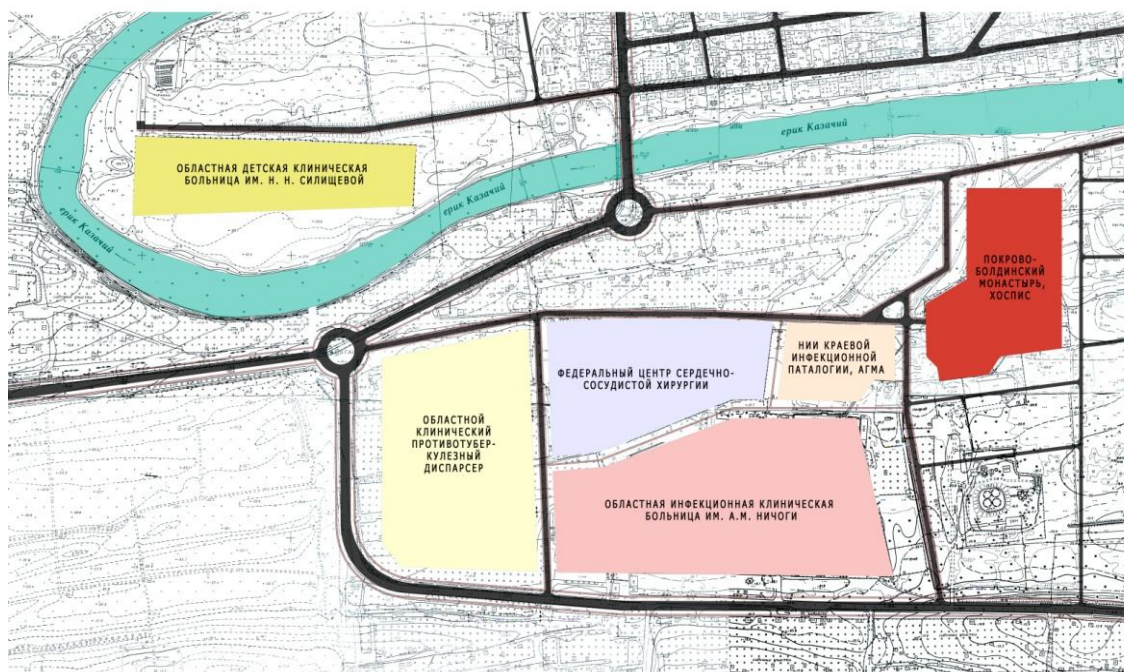 ерик Казачий
ОБЛАСТНАЯ ДЕТСКАЯ КЛИНИЧЕСКАЯ
БОЛЬНИЦА ИМ. Н. Н. СИЛИЩЕВОЙ
ерик Казачий
ерик Казачий
ПОКРОВО-
БОЛДИНСКИЙ
МОНАСТЫРЬ,
ХОСПИС
ФЕДЕРАЛЬНЫЙ ЦЕНТР СЕРДЕЧНО-
СОСУДИСТОЙ ХИРУРГИИ
НИИ КРАЕВОЙ
ИНФЕКЦИОННОЙ
ПАТАЛОГИИ, АГМА
ОБЛАСТНОЙ
КЛИНИЧЕСКИЙ
ПРОТИВОТУБЕР-
КУЛЕЗНЫЙ
ДИСПАРСЕР
ОБЛАСТНАЯ ИНФЕКЦИОННАЯ КЛИНИЧЕСКАЯ
БОЛЬНИЦА ИМ. А.М. НИЧОГИ